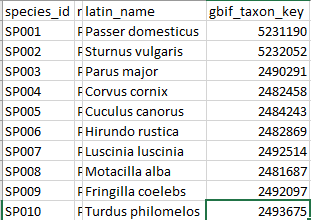 species_id r latin_name gbif_taxon_key
SP001 F Passer domesticus 5231190
SP002 F Sturnus vulgaris 5232052
SP003 F Parus major 2490291
SP004 F Corvus cornix 2482458
SP005 F Cuculus canorus 2484243
SP006 F Hirundo rustica 2482869
SP007 F Luscinia luscinia 2492514
SP008 F Motacilla alba 2481687
SP009 F Fringilla coelebs 2492097
SP010 F Turdus philomelos 2493675